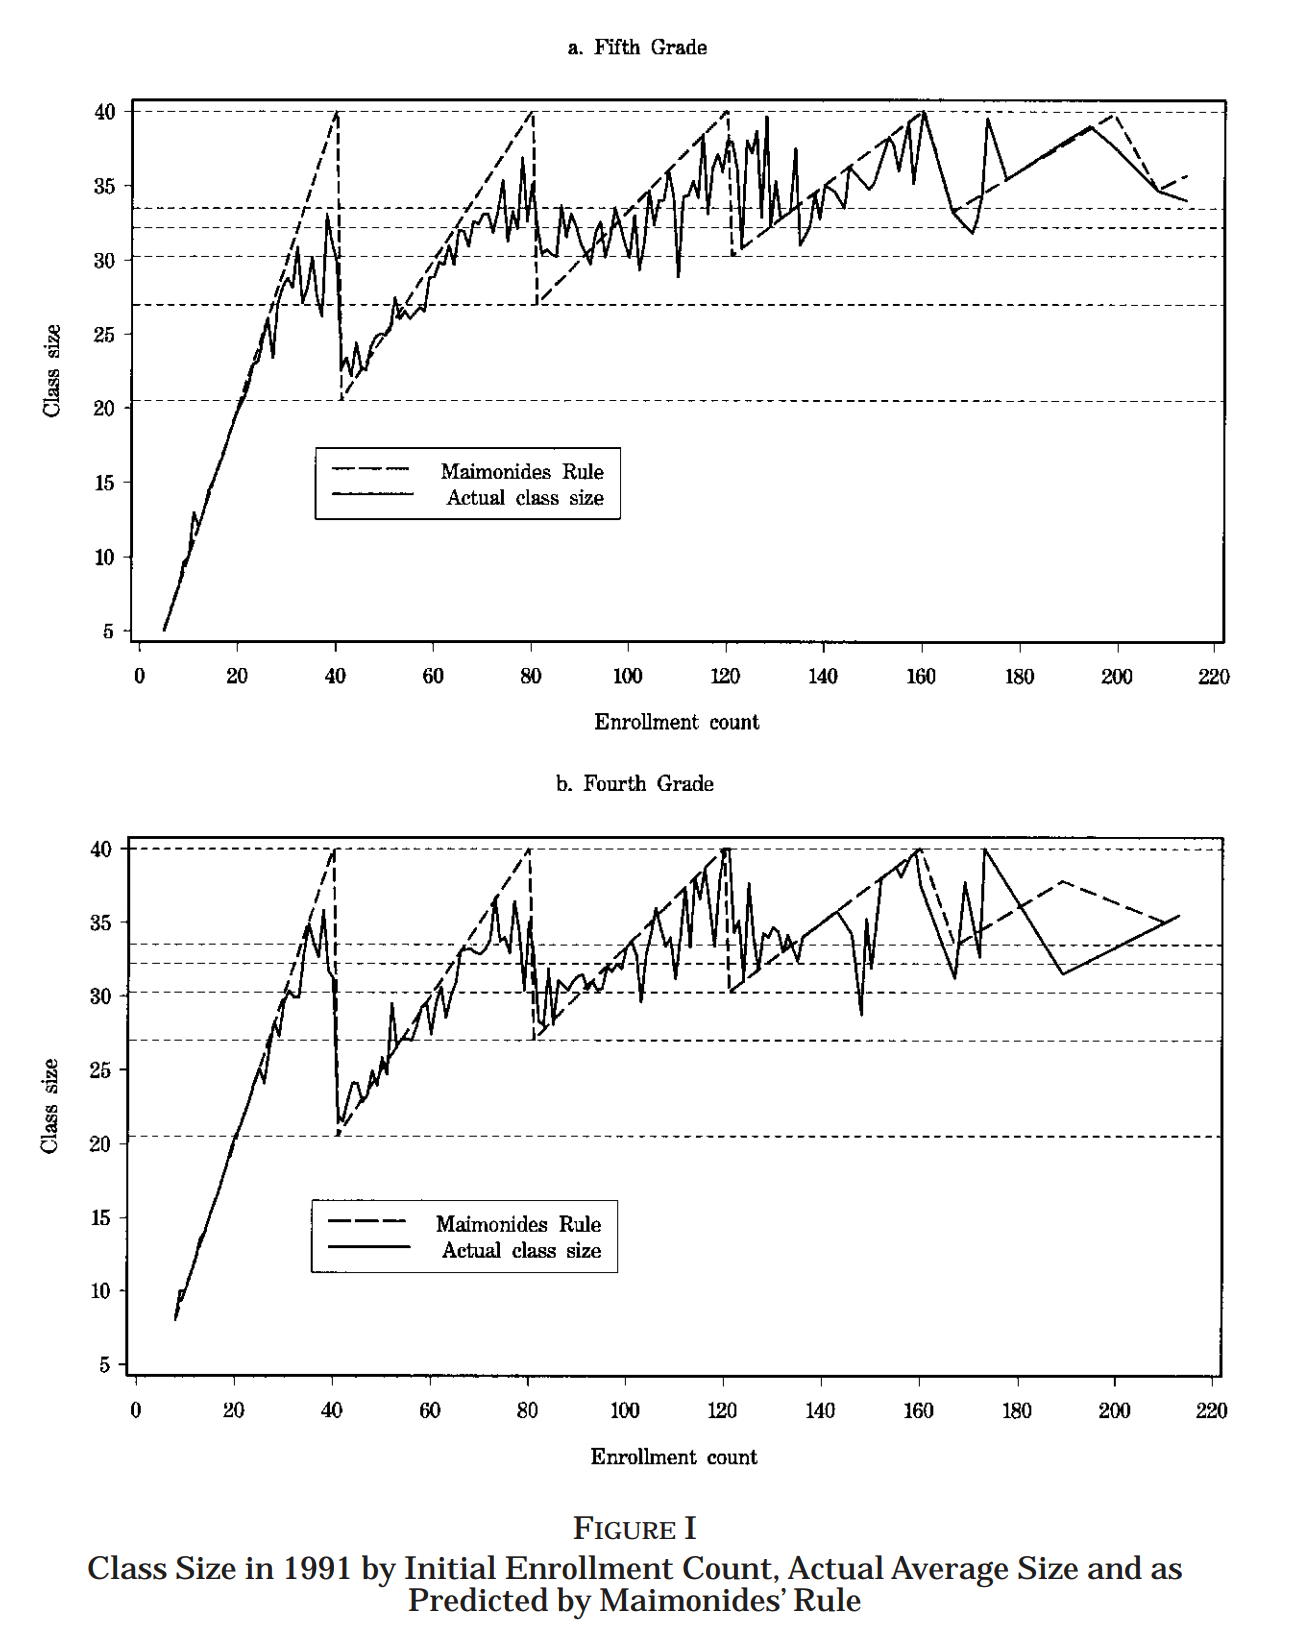 a. Fifth Grade
40
35
30
25
20
15
10
5
Class size
Maimonides Rule
Actual class size
0 20 40 60 80 100 120 140 160 180 200 220
Enrollment count
b. Fourth Grade
40
35
30
25
20
15
10
5
Class size
Maimonides Rule
Actual class size
0 20 40 60 80 100 120 140 160 180 200 220
Enrollment count
FIGURE I
Class Size in 1991 by Initial Enrollment Count, Actual Average Size and as
Predicted by Maimonides’ Rule